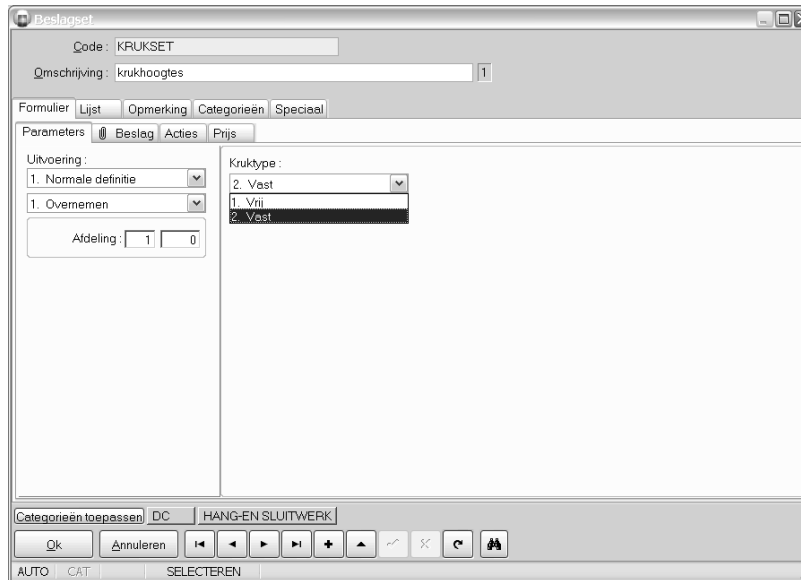 Beslagset
Code : KRUKSET
Omschrijving : krukhoogtes 1
Formulier Lijst Opmerking Categorieën Speciaal
Parameters Beslag Acties Prijs
Uitvoering :
1. Normale definitie
1. Overnemen
Afdeling : 1 0
Kruktype :
2. Vast
1. Vrij
2. Vast
Categorieën toepassen DC HANG-EN SLUITWERK
Ok Annuleren
AUTO CAT SELECTEREN